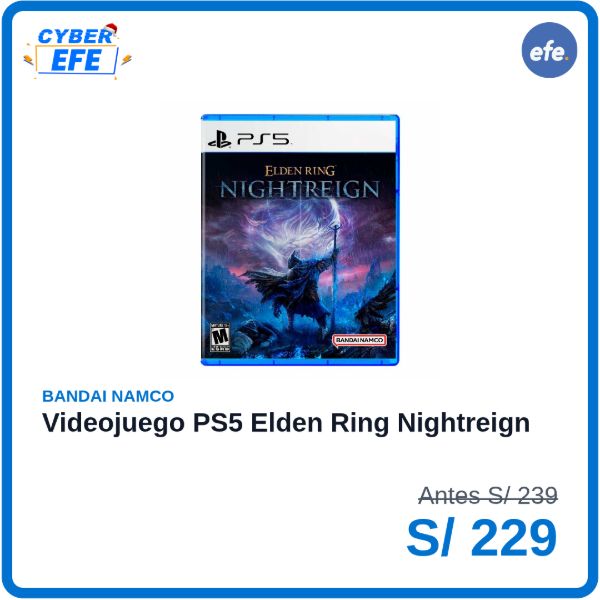 CYBER
EFE
efe.
PS5
ELDEN RING
NIGHTREIGN
M
BANDAI NAMCO
BANDAI NAMCO
Videojuego PS5 Elden Ring Nightreign
Antes S/ 239
S/ 229